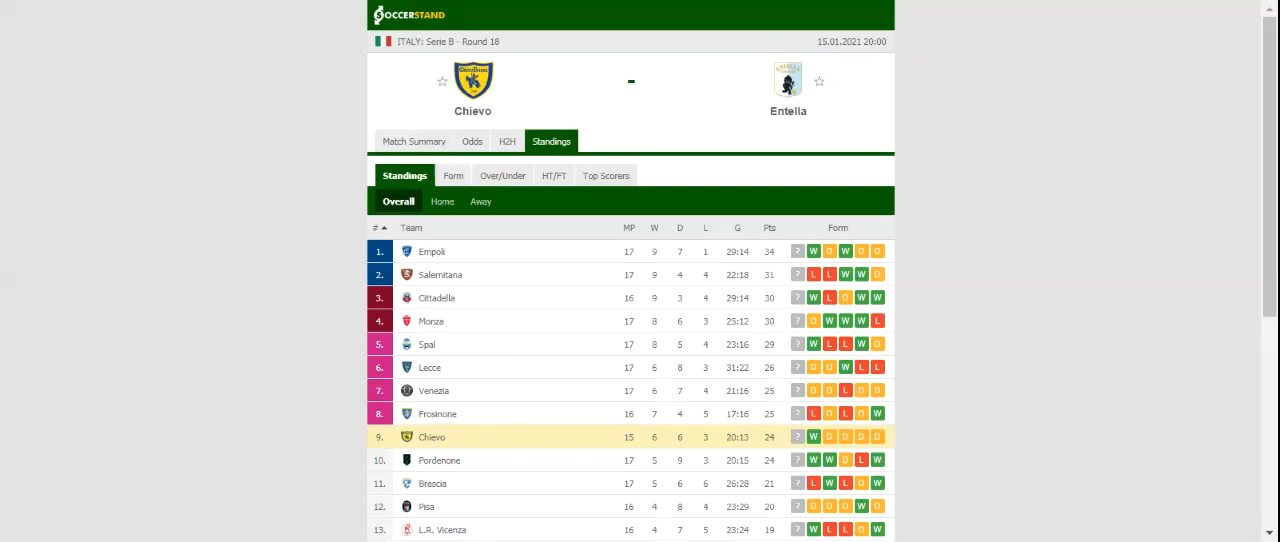 SOCCERSTAND
ITALY: Serie B - Round 18 15.01.2021 20:00
-
Chievo Entella
Match Summary Odds H2H Standings
Standings Form Over/Under HT/FT Top Scorers
Overall Home Away
# Team MP W D L G Pts Form
1. Empoli 17 9 7 1 29:14 34 ? W D W D D
2. Salernitana 17 9 4 4 22:18 31 ? L L W W D
3. Cittadella 16 9 3 4 29:14 30 ? W L D W W
4. Monza 17 8 6 3 25:12 30 ? D W W W L
5. Spal 17 8 5 4 23:16 29 ? W L L W D
6. Lecce 17 6 8 3 31:22 26 ? D D W L L
7. Venezia 17 6 7 4 21:16 25 ? D D L D D
8. Frosinone 16 7 4 5 17:16 25 ? L D L D W
9. Chievo 15 6 6 3 20:13 24 ? W D D D D
10. Pordenone 17 5 9 3 20:15 24 ? W W D L W
11. Brescia 17 5 6 6 26:28 21 ? L W L D W
12. Pisa 16 4 8 4 23:29 20 ? D D D W D
13. L.R. Vicenza 16 4 7 5 23:24 19 ? W L L D W